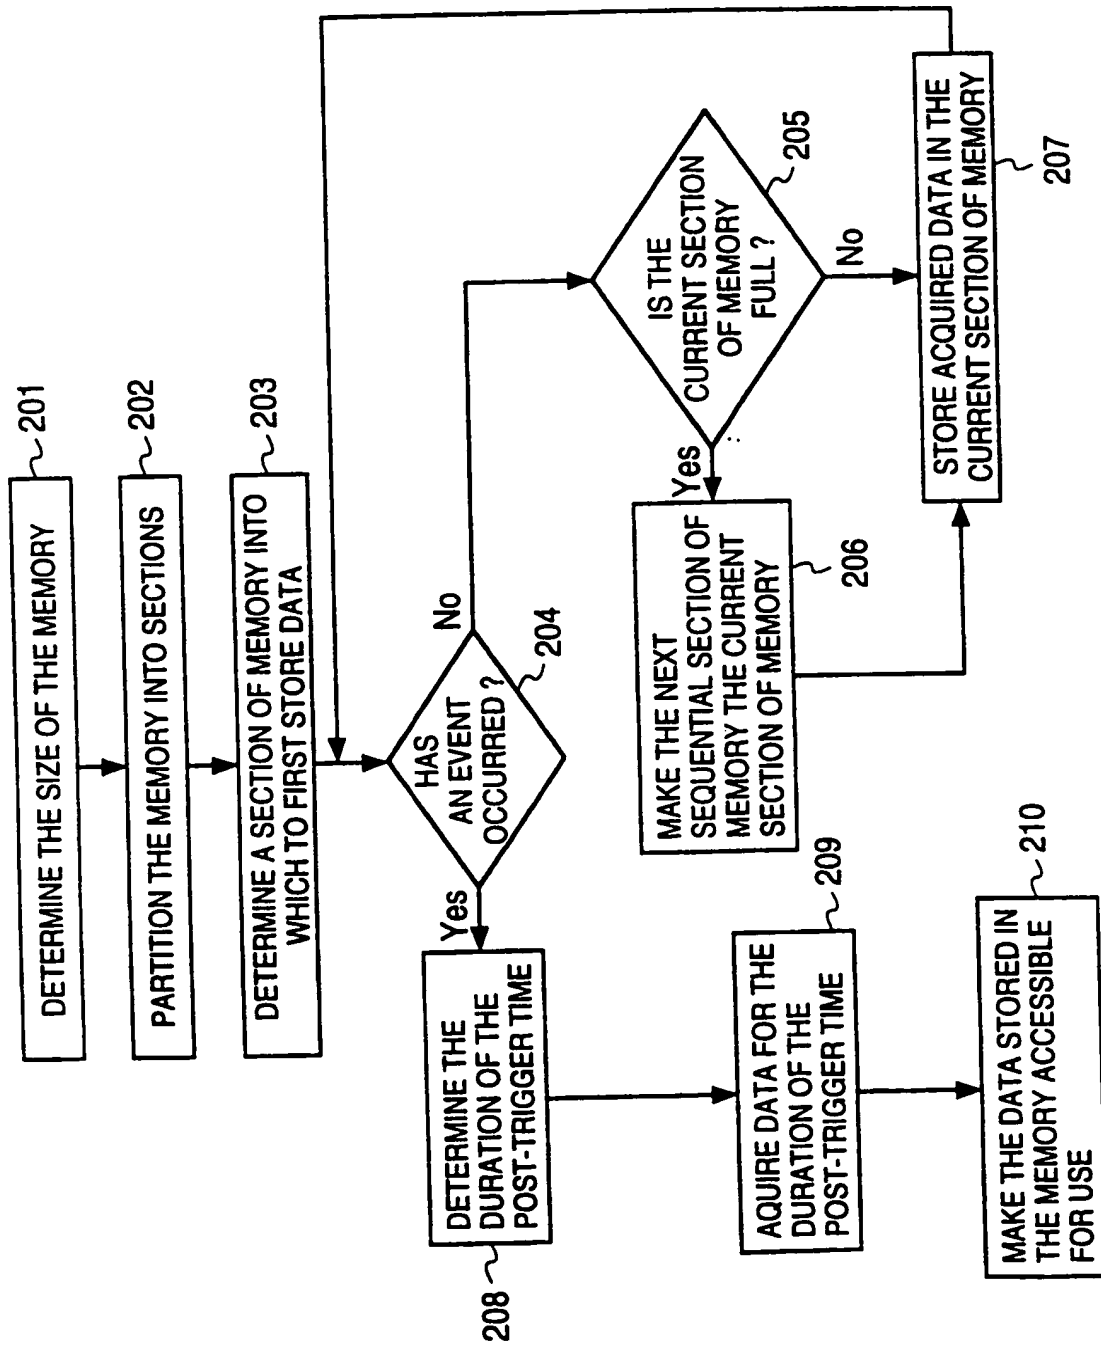 DETERMINE THE SIZE OF THE MEMORY
201
PARTITION THE MEMORY INTO SECTIONS
202
DETERMINE A SECTION OF MEMORY INTO
WHICH TO FIRST STORE DATA
203
HAS
AN EVENT
OCCURRED ?
204
Yes
No
IS THE
CURRENT SECTION
OF MEMORY
FULL ?
205
Yes
No
MAKE THE NEXT
SEQUENTIAL SECTION OF
MEMORY THE CURRENT
SECTION OF MEMORY
206
STORE ACQUIRED DATA IN THE
CURRENT SECTION OF MEMORY
207
DETERMINE THE
DURATION OF THE
POST-TRIGGER TIME
208
AQUIRE DATA FOR THE
DURATION OF THE
POST-TRIGGER TIME
209
MAKE THE DATA STORED IN
THE MEMORY ACCESSIBLE
FOR USE
210